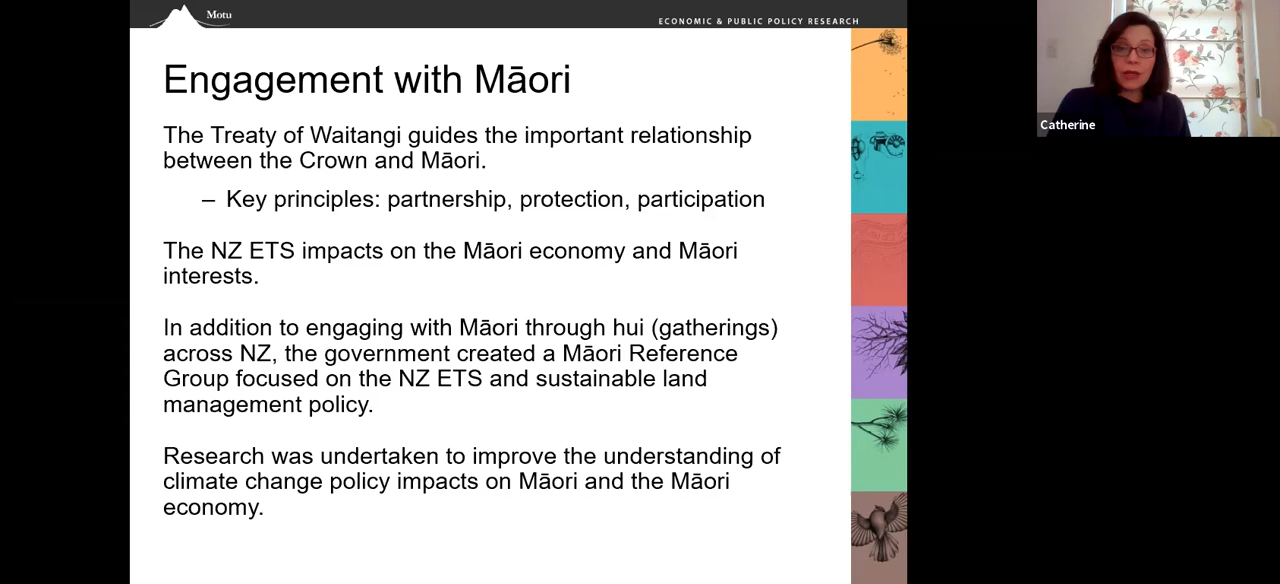 Motu
ECONOMIC & PUBLIC POLICY RESEARCH
Engagement with Māori
The Treaty of Waitangi guides the important relationship
between the Crown and Māori.
– Key principles: partnership, protection, participation
The NZ ETS impacts on the Māori economy and Māori
interests.
In addition to engaging with Māori through hui (gatherings)
across NZ, the government created a Māori Reference
Group focused on the NZ ETS and sustainable land
management policy.
Research was undertaken to improve the understanding of
climate change policy impacts on Māori and the Māori
economy.
Catherine